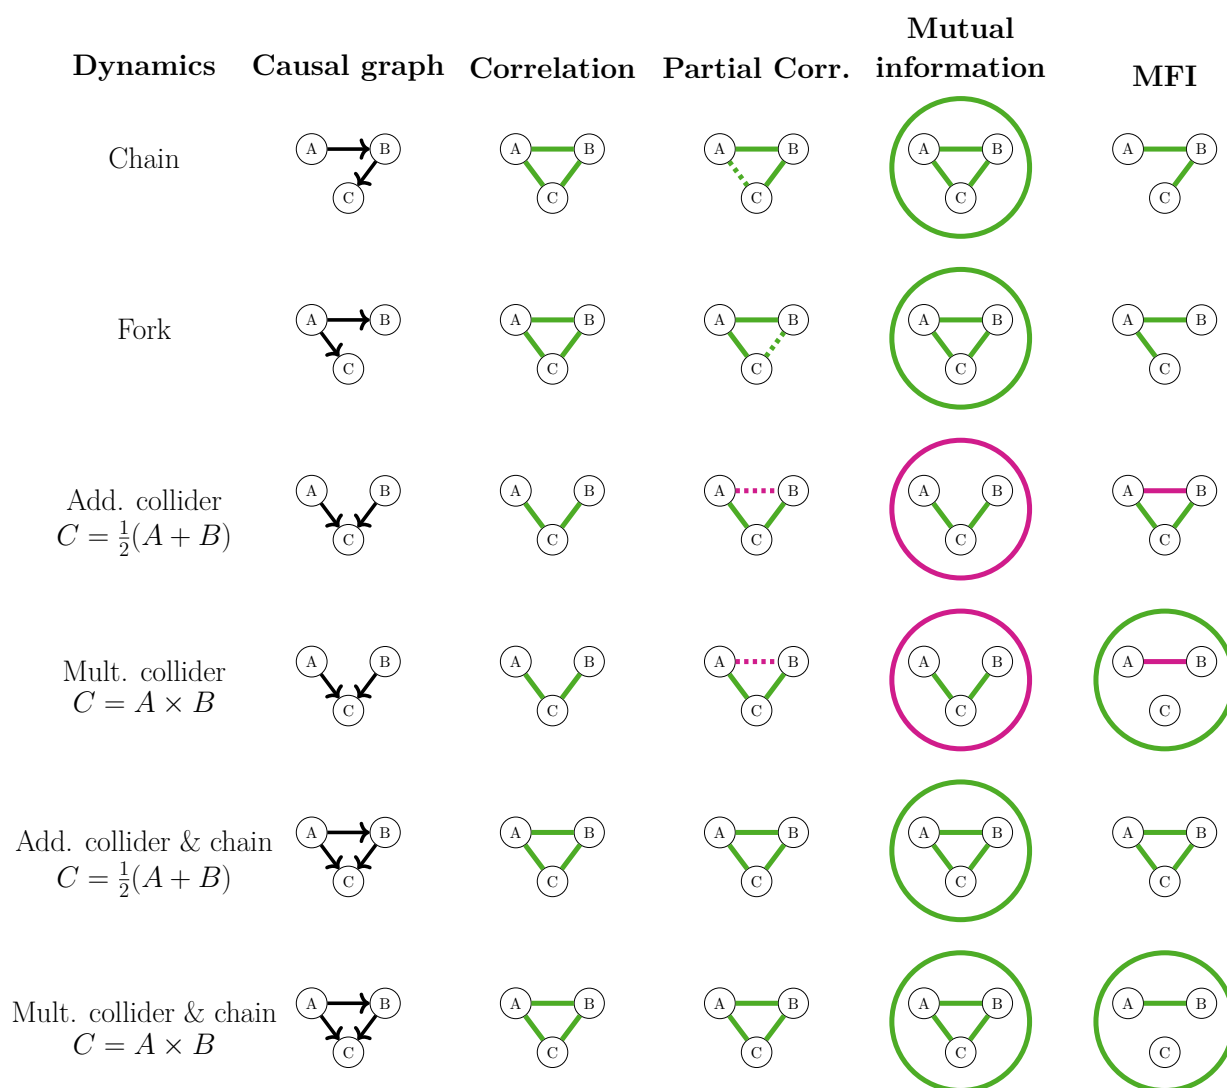 Dynamics Causal graph Correlation Partial Corr. Mutual information MFI
Chain
A B C A B C A B C A B C A B C
Fork
A B C A B C A B C A B C A B C
Add. collider
C = 1/2(A + B)
A B C A B C A B C A B C A B C
Mult. collider
C = A × B
A B C A B C A B C A B C A B C
Add. collider & chain
C = 1/2(A + B)
A B C A B C A B C A B C A B C
Mult. collider & chain
C = A × B
A B C A B C A B C A B C A B C